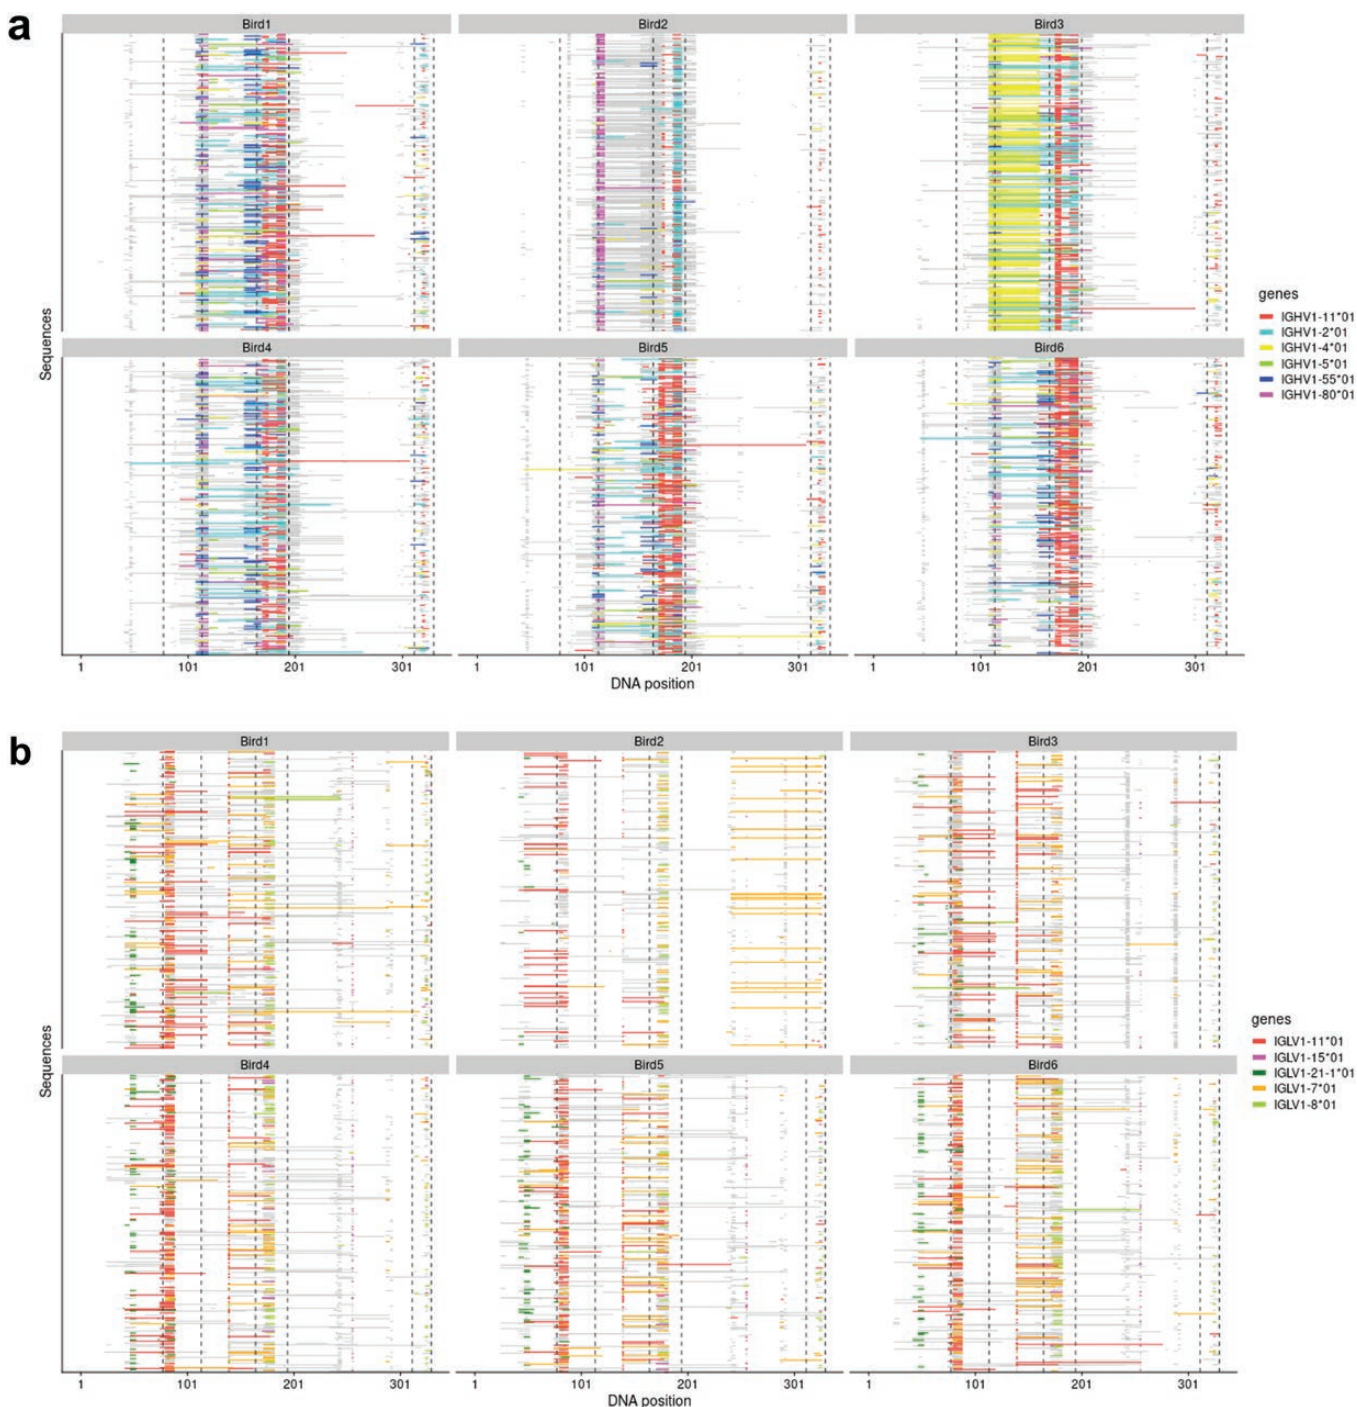 a
Bird1 Bird2 Bird3
Sequences
Bird4 Bird5 Bird6
1 101 201 301 1 101 201 301 1 101 201 301
DNA position
genes
IGHV1-11*01
IGHV1-2*01
IGHV1-4*01
IGHV1-5*01
IGHV1-55*01
IGHV1-80*01
b
Bird1 Bird2 Bird3
Sequences
Bird4 Bird5 Bird6
1 101 201 301 1 101 201 301 1 101 201 301
DNA position
genes
IGLV1-11*01
IGLV1-15*01
IGLV1-21-1*01
IGLV1-7*01
IGLV1-8*01